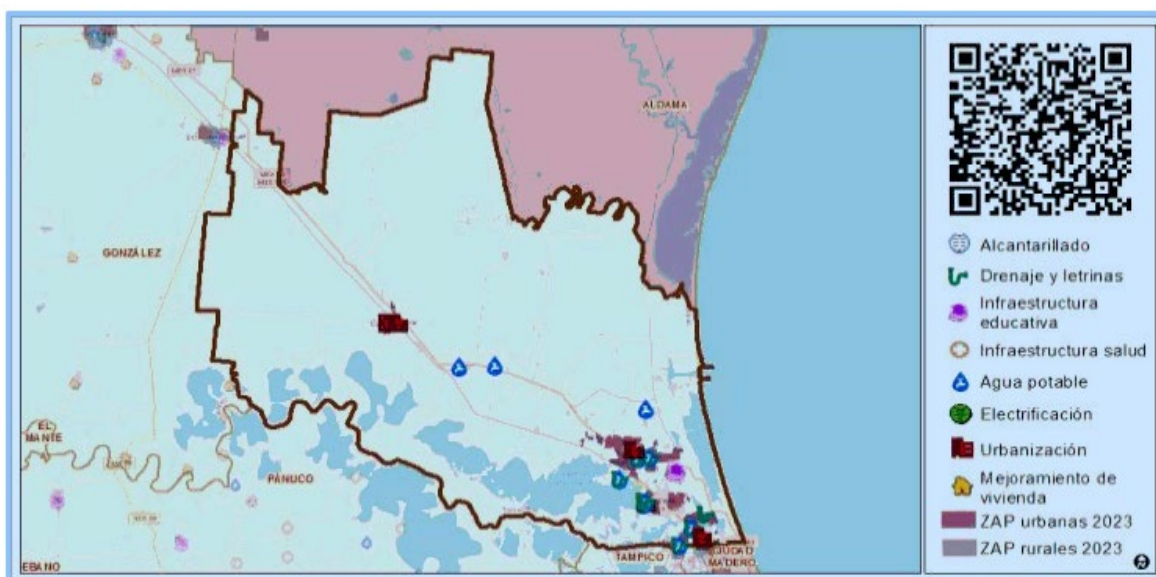 ALDAMA
GONZÁLEZ
EL
MANTE
PÁNUCO
EBANO
TAMPICO
CIUDAD
MADERO
Alcantarillado
Drenaje y letrinas
Infraestructura
educativa
Infraestructura salud
Agua potable
Electrificación
Urbanización
Mejoramiento de
vivienda
ZAP urbanas 2023
ZAP rurales 2023